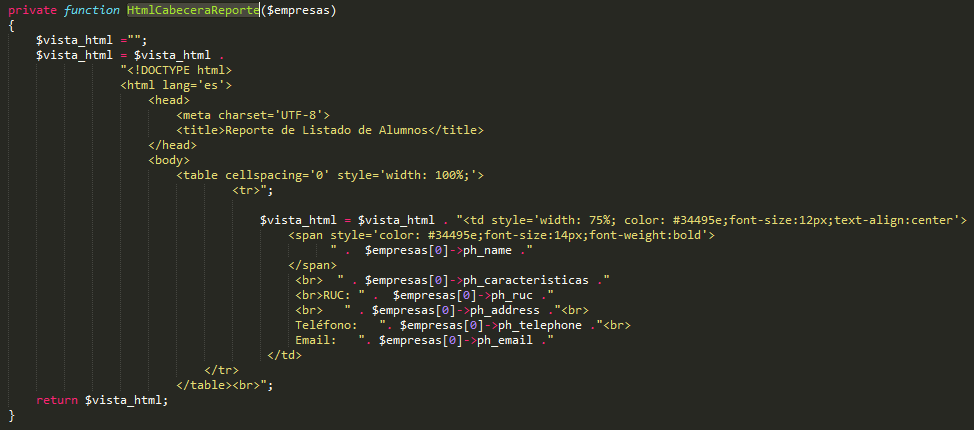 private function HtmlCabeceraReporte($empresas)
{
    $vista_html ="";
    $vista_html = $vista_html .
                "<!DOCTYPE html>
                <html lang='es'>
                    <head>
                        <meta charset='UTF-8'>
                        <title>Reporte de Listado de Alumnos</title>
                    </head>
                    <body>
                        <table cellspacing='0' style='width: 100%;'>
                                <tr>";
                                    $vista_html = $vista_html . "<td style='width: 75%; color: #34495e;font-size:12px;text-align:center'>
                                        <span style='color: #34495e;font-size:14px;font-weight:bold'>
                                              " .  $empresas[0]->ph_name ."
                                        </span>
                                         <br>  " . $empresas[0]->ph_caracteristicas ."
                                         <br>RUC: " .  $empresas[0]->ph_ruc ."
                                         <br>   " . $empresas[0]->ph_address ."<br>
                                         Teléfono:   ". $empresas[0]->ph_telephone ."<br>
                                         Email:   ". $empresas[0]->ph_email ."
                                     </td>
                            </tr>
                        </table><br>";
    return $vista_html;
}